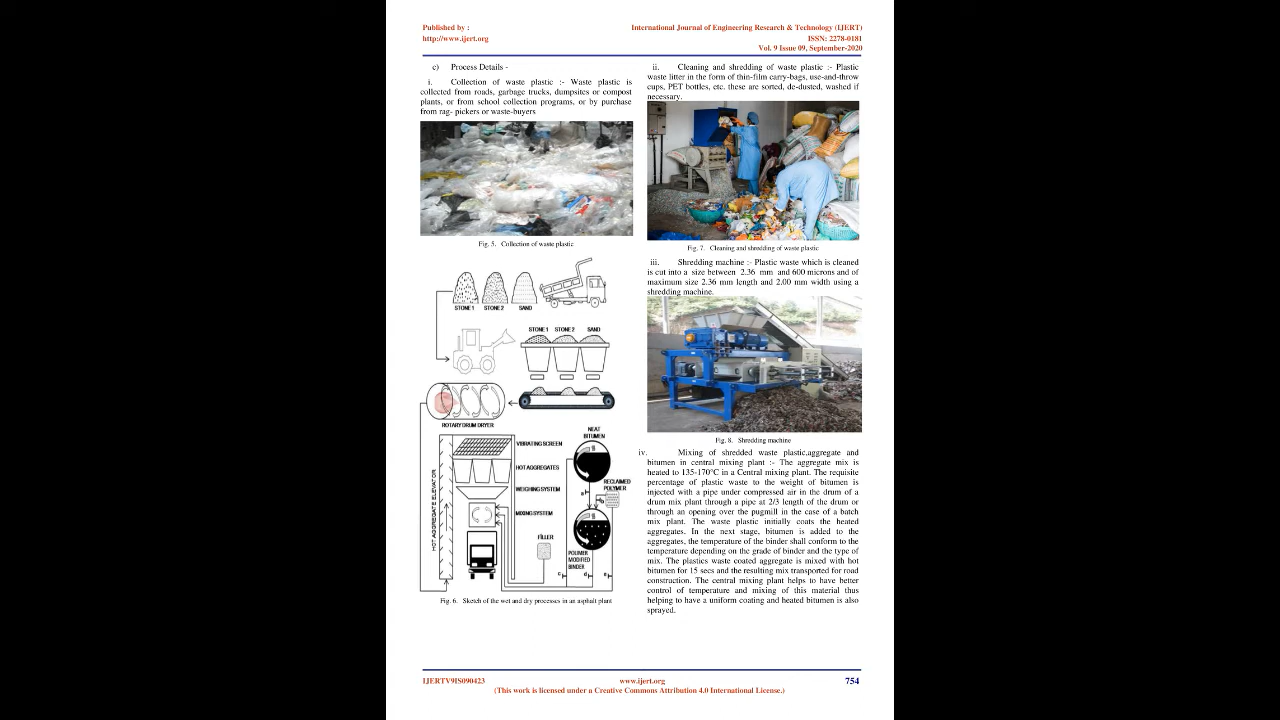 Published by :
http://www.ijert.org
International Journal of Engineering Research & Technology (IJERT)
ISSN: 2278-0181
Vol. 9 Issue 09, September-2020
c) Process Details -
i. Collection of waste plastic :- Waste plastic is
collected from roads, garbage trucks, dumpsites or compost
plants, or from school collection programs, or by purchase
from rag- pickers or waste-buyers
Fig. 5. Collection of waste plastic
STONE 1 STONE 2 SAND
STONE 1 STONE 2 SAND
ROTARY DRUM DRYER
NEAT
BITUMEN
VIBRATING SCREEN
HOT AGGREGATES
RECLAIMED
POLYMER
WEIGHING SYSTEM
a
HOT AGGREGATE ELEVATOR
MIXING SYSTEM
FILLER
POLIMER
MODIFIED
BINDER
c d e
Fig. 6. Sketch of the wet and dry processes in an asphalt plant
ii. Cleaning and shredding of waste plastic :- Plastic
waste litter in the form of thin-film carry-bags, use-and-throw
cups, PET bottles, etc. these are sorted, de-dusted, washed if
necessary.
Fig. 7. Cleaning and shredding of waste plastic
iii. Shredding machine :- Plastic waste which is cleaned
is cut into a size between 2.36 mm and 600 microns and of
maximum size 2.36 mm length and 2.00 mm width using a
shredding machine.
Fig. 8. Shredding machine
iv. Mixing of shredded waste plastic,aggregate and
bitumen in central mixing plant :- The aggregate mix is
heated to 135-170°C in a Central mixing plant. The requisite
percentage of plastic waste to the weight of bitumen is
injected with a pipe under compressed air in the drum of a
drum mix plant through a pipe at 2/3 length of the drum or
through an opening over the pugmill in the case of a batch
mix plant. The waste plastic initially coats the heated
aggregates. In the next stage, bitumen is added to the
aggregates, the temperature of the binder shall conform to the
temperature depending on the grade of binder and the type of
mix. The plastics waste coated aggregate is mixed with hot
bitumen for 15 secs and the resulting mix transported for road
construction. The central mixing plant helps to have better
control of temperature and mixing of this material thus
helping to have a uniform coating and heated bitumen is also
sprayed.
IJERTV9IS090423
www.ijert.org
754
(This work is licensed under a Creative Commons Attribution 4.0 International License.)